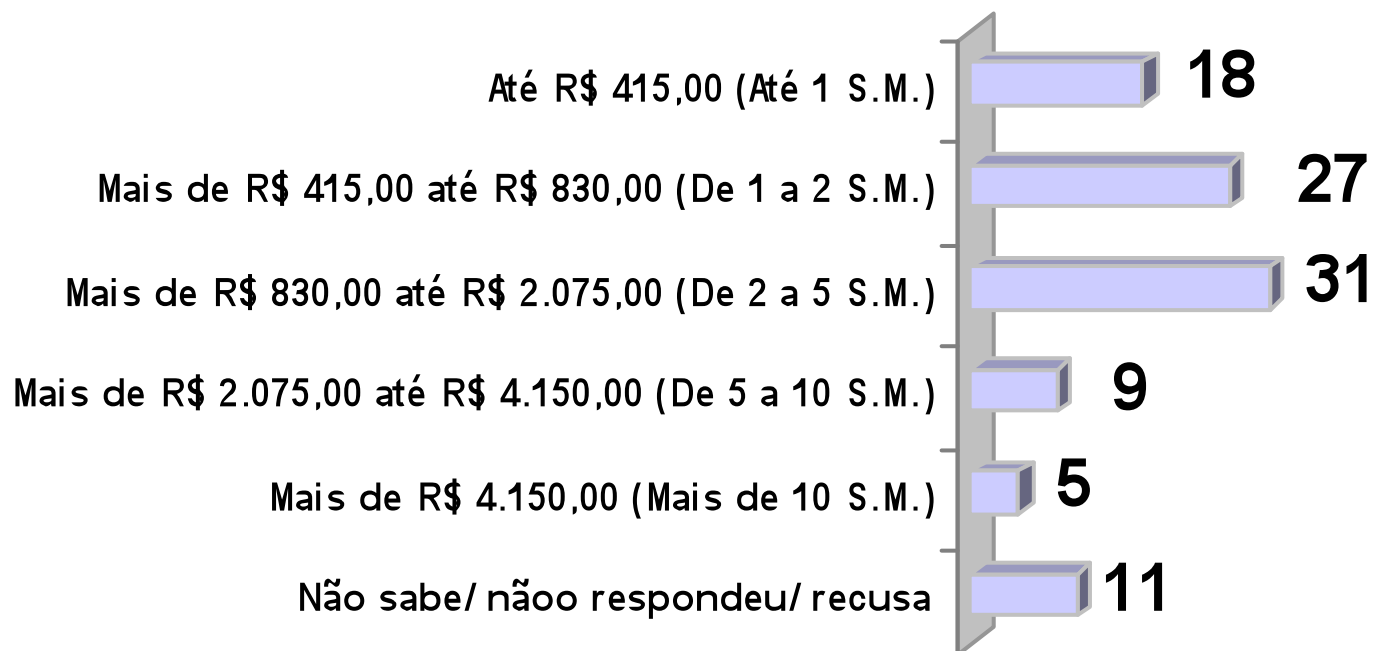 Até R$ 415,00 (Até 1 S.M.) 18
Mais de R$ 415,00 até R$ 830,00 (De 1 a 2 S.M.) 27
Mais de R$ 830,00 até R$ 2.075,00 (De 2 a 5 S.M.) 31
Mais de R$ 2.075,00 até R$ 4.150,00 (De 5 a 10 S.M.) 9
Mais de R$ 4.150,00 (Mais de 10 S.M.) 5
Não sabe/ nãoo respondeu/ recusa 11